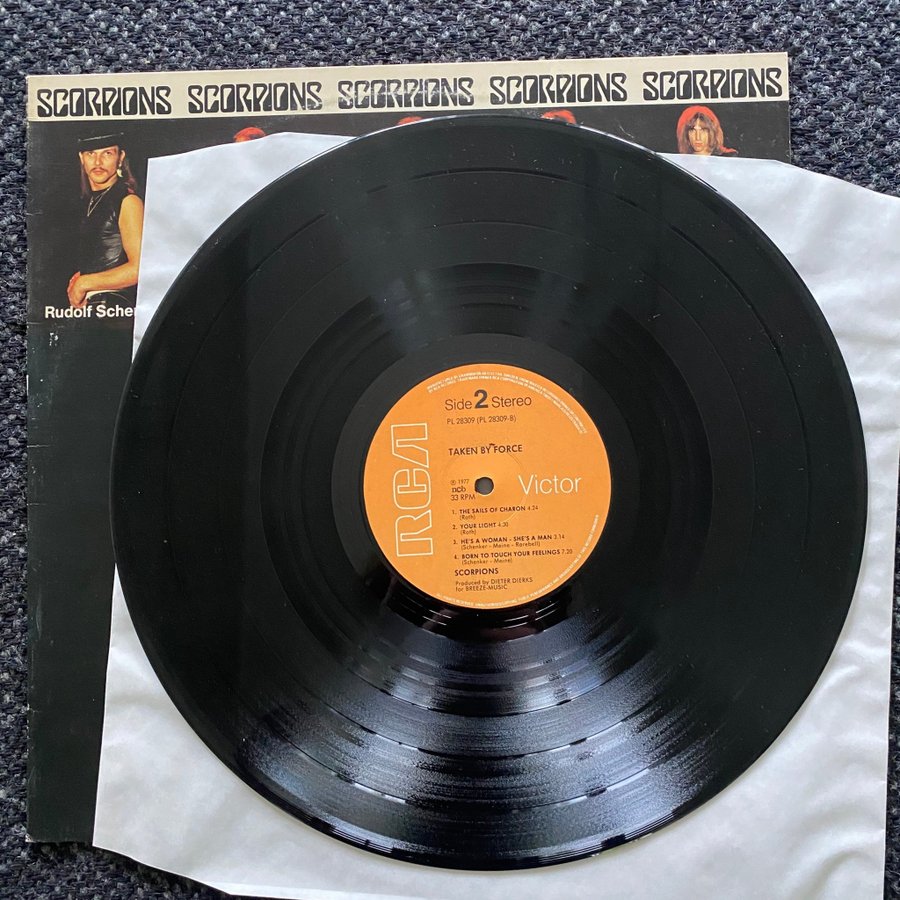 SCORPIONS SCORPIONS SCORPIONS SCORPIONS SCORPIONS
Rudolf Sche
Side 2 Stereo
PL 28309 (PL 28309-B)
TAKEN BY FORCE
RCA
℗ 1977
ncb
33 RPM
Victor
1. THE SAILS OF CHARON 4.24
(Roth)
2. YOUR LIGHT 4.30
(Roth)
3. HE'S A WOMAN - SHE'S A MAN 3.14
(Schenker - Meine - Rarebell)
4. BORN TO TOUCH YOUR FEELINGS 7.20
(Schenker - Meine)
SCORPIONS
Produced by DIETER DIERKS
for BREEZE-MUSIC